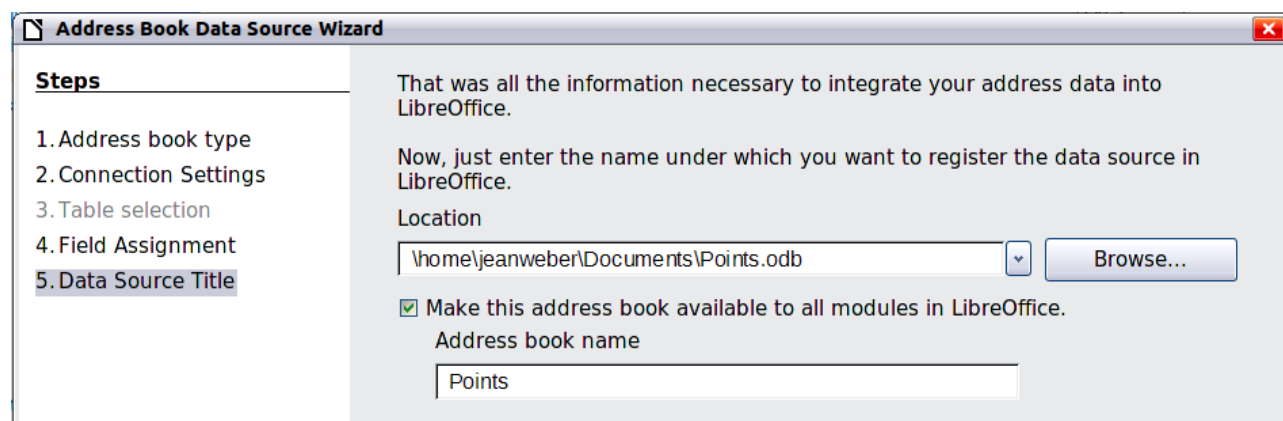 Address Book Data Source Wizard
Steps
1. Address book type
2. Connection Settings
3. Table selection
4. Field Assignment
5. Data Source Title
That was all the information necessary to integrate your address data into
LibreOffice.
Now, just enter the name under which you want to register the data source in
LibreOffice.
Location
\home\jeanweber\Documents\Points.odb
Browse...
Make this address book available to all modules in LibreOffice.
Address book name
Points